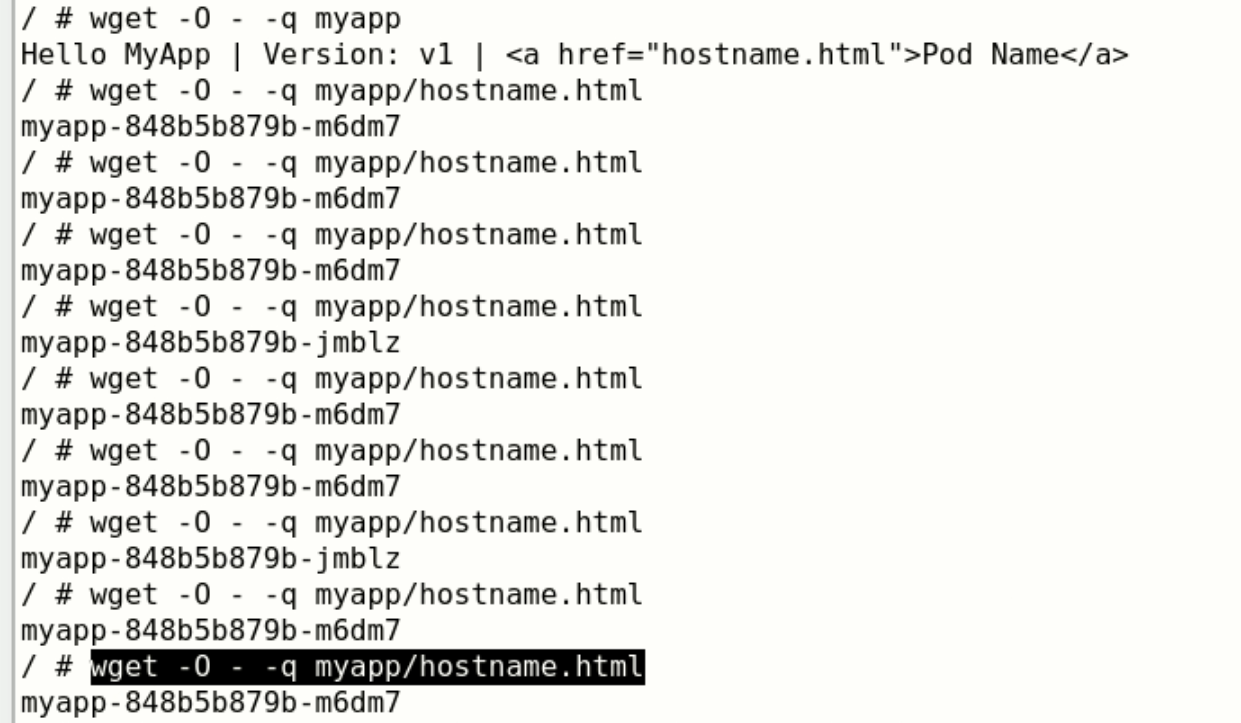 / # wget -O - -q myapp
Hello MyApp | Version: v1 | <a href="hostname.html">Pod Name</a>
/ # wget -O - -q myapp/hostname.html
myapp-848b5b879b-m6dm7
/ # wget -O - -q myapp/hostname.html
myapp-848b5b879b-m6dm7
/ # wget -O - -q myapp/hostname.html
myapp-848b5b879b-m6dm7
/ # wget -O - -q myapp/hostname.html
myapp-848b5b879b-jmblz
/ # wget -O - -q myapp/hostname.html
myapp-848b5b879b-m6dm7
/ # wget -O - -q myapp/hostname.html
myapp-848b5b879b-m6dm7
/ # wget -O - -q myapp/hostname.html
myapp-848b5b879b-jmblz
/ # wget -O - -q myapp/hostname.html
myapp-848b5b879b-m6dm7
/ # wget -O - -q myapp/hostname.html
myapp-848b5b879b-m6dm7